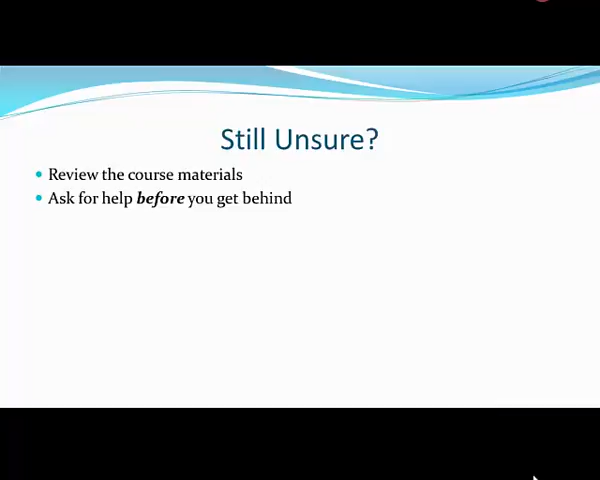 Still Unsure?
Review the course materials
Ask for help before you get behind